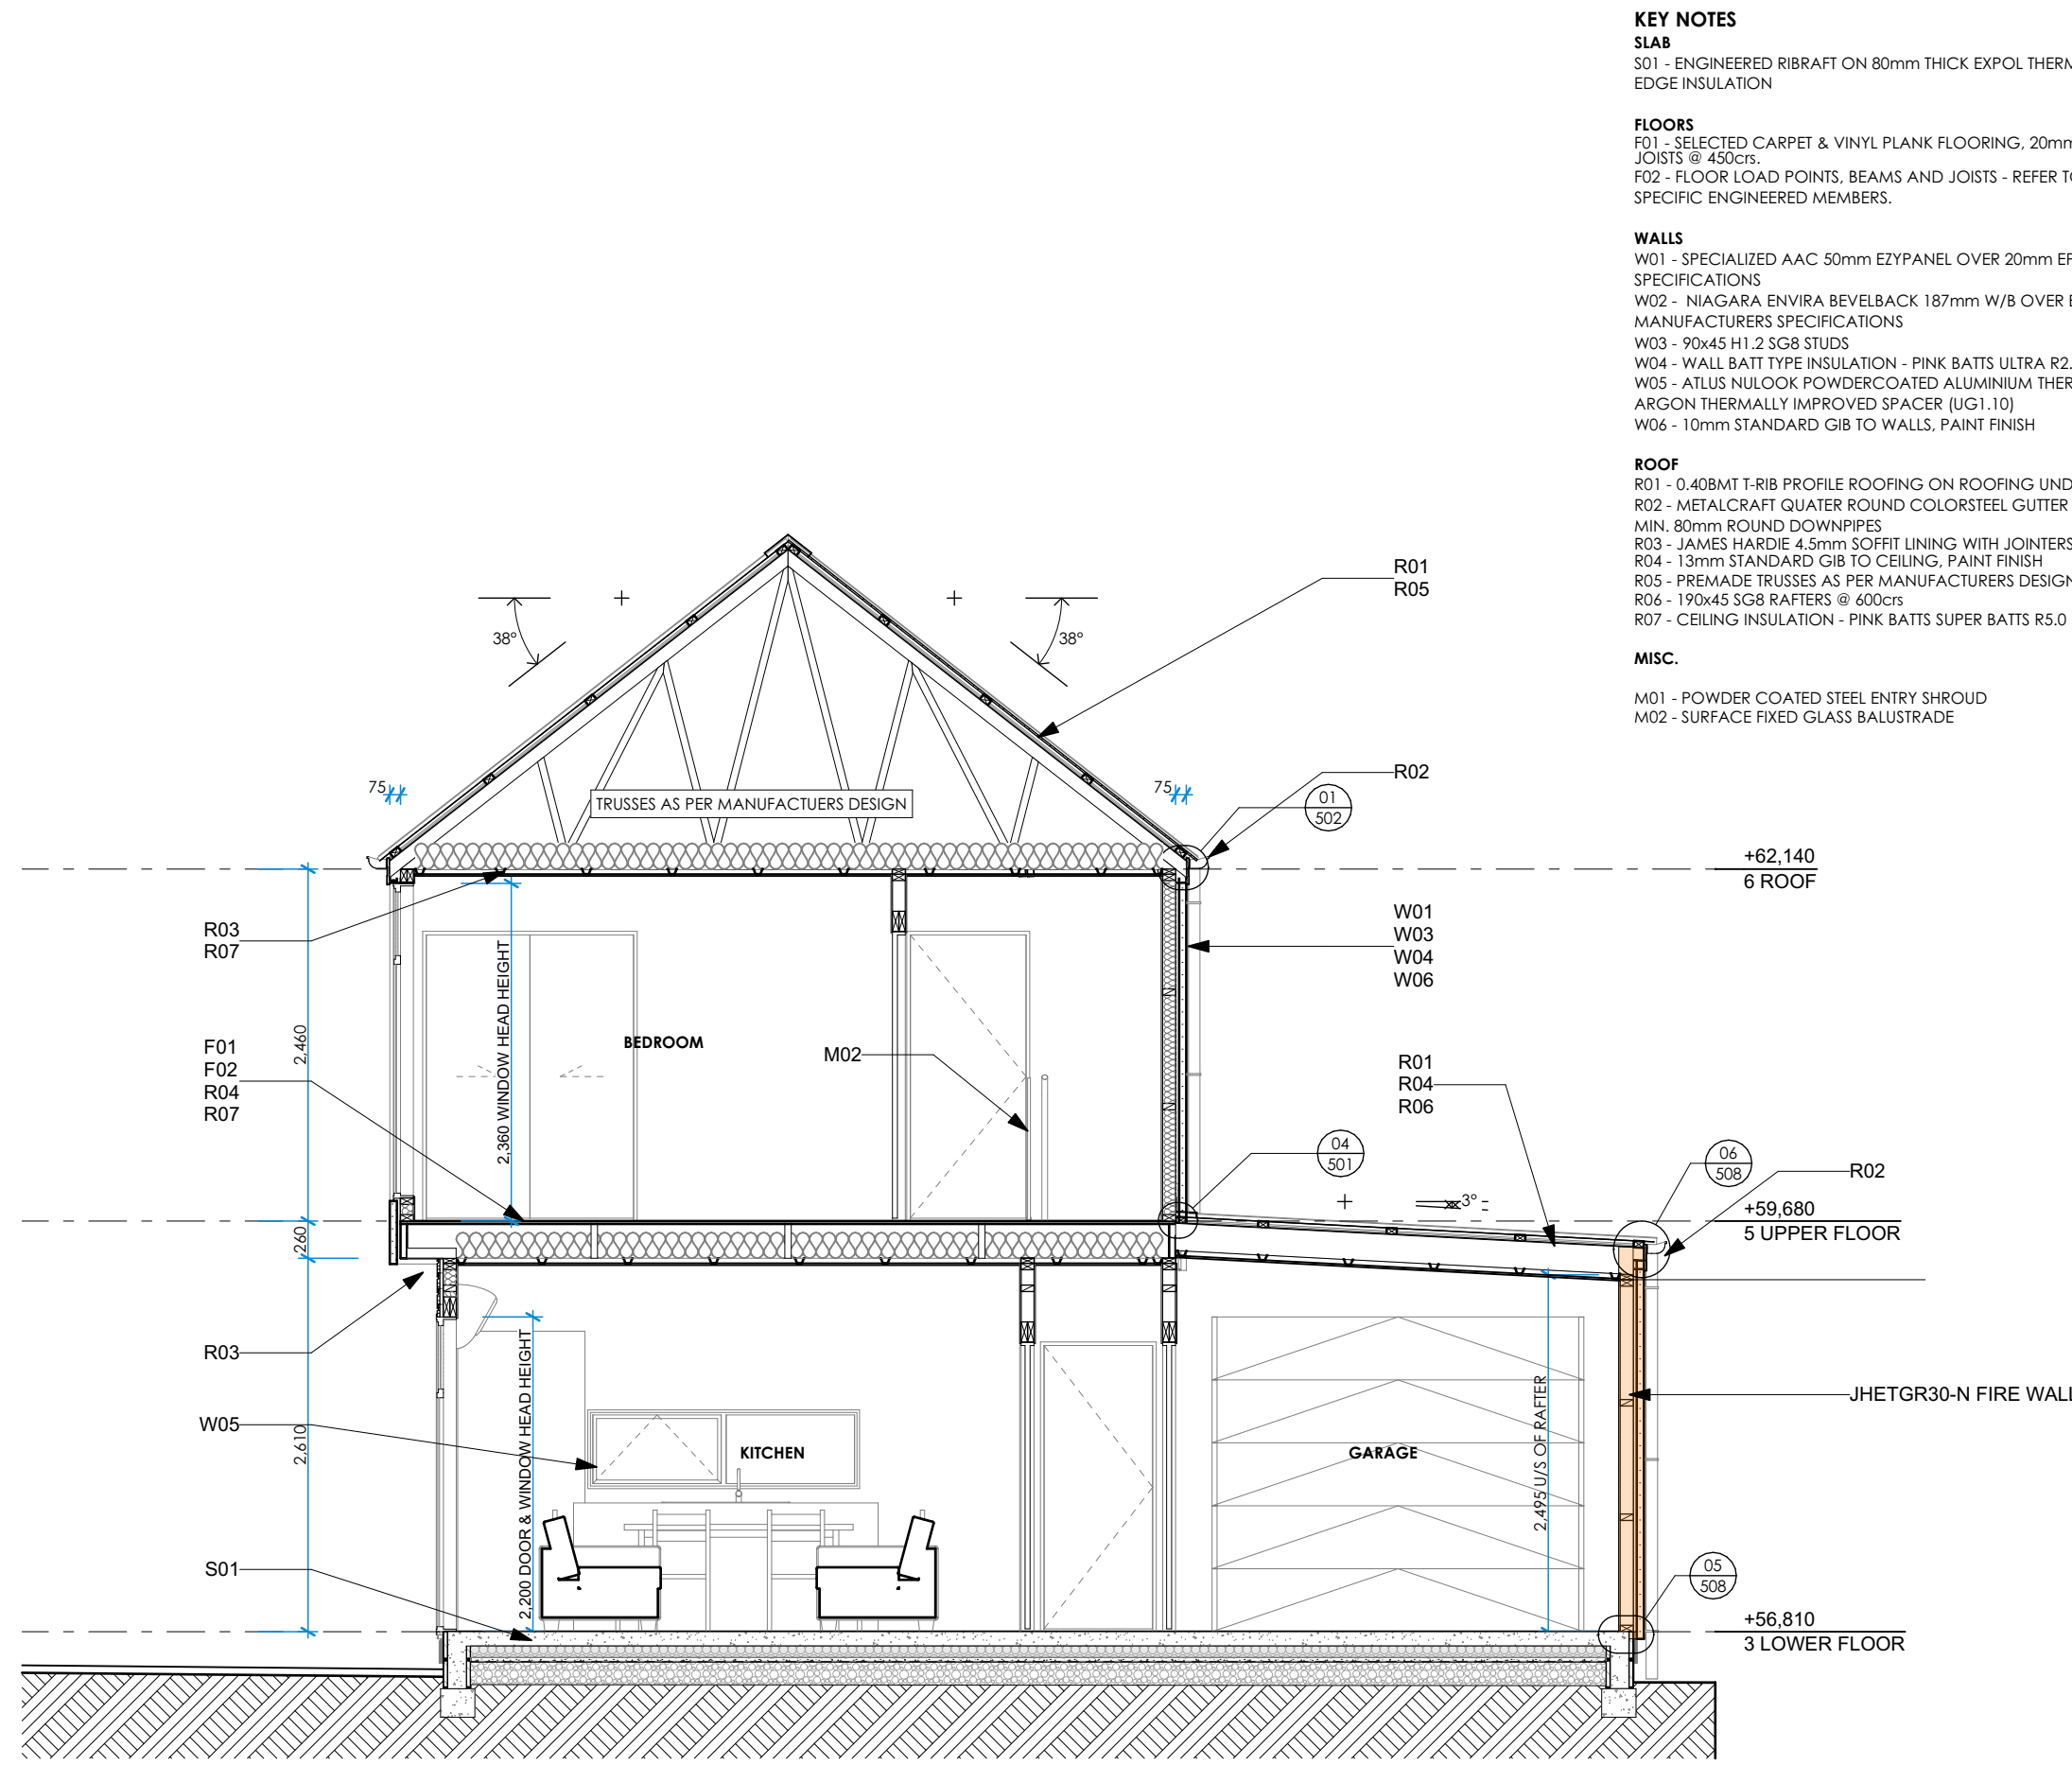 KEY NOTES
SLAB
S01 - ENGINEERED RIBRAFT ON 80mm THICK EXPOL THERM
EDGE INSULATION
FLOORS
F01 - SELECTED CARPET & VINYL PLANK FLOORING, 20mm
JOISTS @ 450crs.
F02 - FLOOR LOAD POINTS, BEAMS AND JOISTS - REFER TO
SPECIFIC ENGINEERED MEMBERS.
WALLS
W01 - SPECIALIZED AAC 50mm EZYPANEL OVER 20mm
SPECIFICATIONS
W02 - NIAGARA ENVIRA BEVELBACK 187mm W/B OVER
MANUFACTURERS SPECIFICATIONS
W03 - 90x45 H1.2 SG8 STUDS
W04 - WALL BATT TYPE INSULATION - PINK BATTS ULTRA R2.
W05 - ATLUS NULOOK POWDERCOATED ALUMINIUM THER
ARGON THERMALLY IMPROVED SPACER (UG1.10)
W06 - 10mm STANDARD GIB TO WALLS, PAINT FINISH
ROOF
R01 - 0.40BMT T-RIB PROFILE ROOFING ON ROOFING UND
R02 - METALCRAFT QUATER ROUND COLORSTEEL GUTTER
MIN. 80mm ROUND DOWNPIPES
R03 - JAMES HARDIE 4.5mm SOFFIT LINING WITH JOINTERS
R04 - 13mm STANDARD GIB TO CEILING, PAINT FINISH
R05 - PREMADE TRUSSES AS PER MANUFACTURERS DESIGN
R06 - 190x45 SG8 RAFTERS @ 600crs
R07 - CEILING INSULATION - PINK BATTS SUPER BATTS R5.0
MISC.
M01 - POWDER COATED STEEL ENTRY SHROUD
M02 - SURFACE FIXED GLASS BALUSTRADE
R01
R05
38°
38°
R02
75
75
01
502
TRUSSES AS PER MANUFACTUERS DESIGN
+62,140
6 ROOF
R03
R07
W01
W03
W04
W06
2,460
2,360 WINDOW HEAD HEIGHT
BEDROOM
M02
F01
F02
R04
R07
R01
R04
R06
04
501
06
508
R02
3°
+59,680
5 UPPER FLOOR
260
R03
JHETGR30-N FIRE WALL
W05
2,610
2,200 DOOR & WINDOW HEAD HEIGHT
KITCHEN
GARAGE
2,495 U/S OF RAFTER
S01
05
508
+56,810
3 LOWER FLOOR